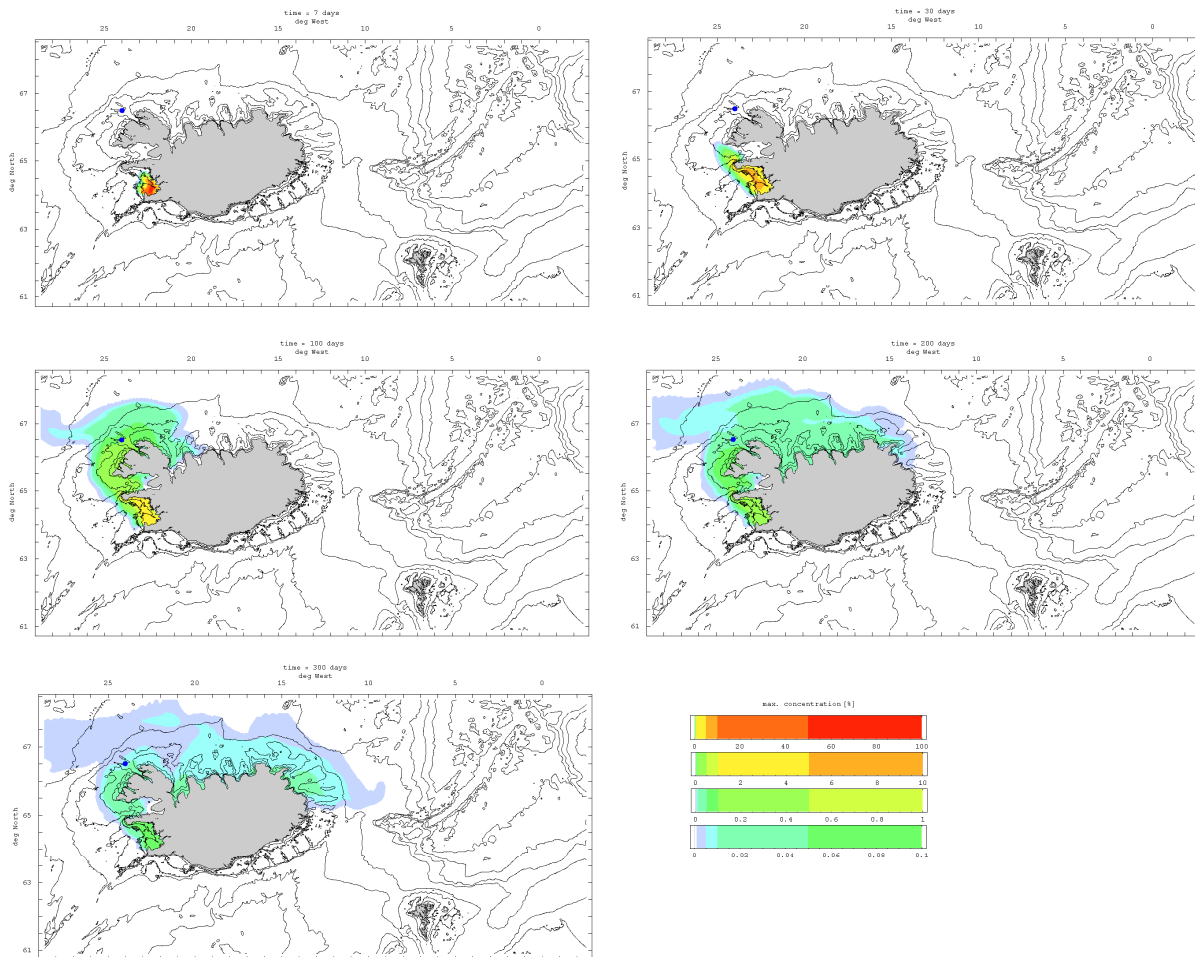 time = 7 days
deg West
25 20 15 10 5 0
67
65
63
61
deg North
time = 30 days
deg West
25 20 15 10 5 0
67
65
63
61
deg North
time = 100 days
deg West
25 20 15 10 5 0
67
65
63
61
deg North
time = 200 days
deg West
25 20 15 10 5 0
67
65
63
61
deg North
time = 300 days
deg West
25 20 15 10 5 0
67
65
63
61
deg North
max. concentration [%]
0 20 40 60 80 100
0 2 4 6 8 10
0 0.2 0.4 0.6 0.8 1
0 0.02 0.04 0.06 0.08 0.1